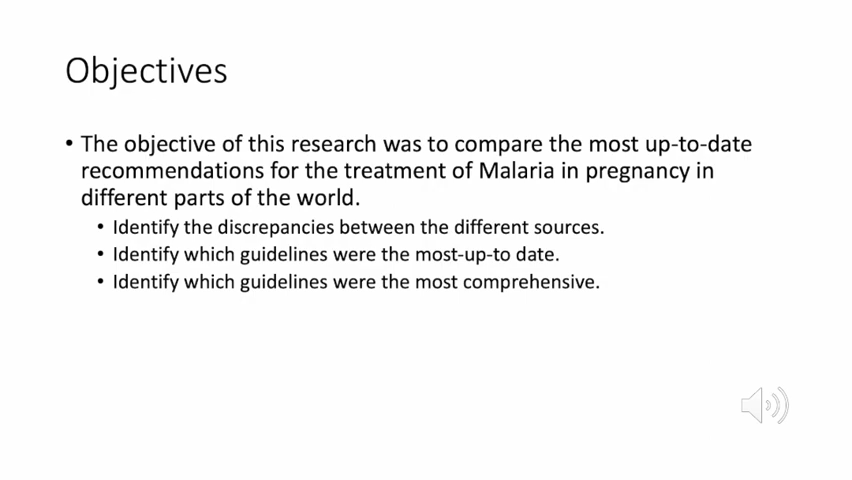 Objectives
• The objective of this research was to compare the most up-to-date
recommendations for the treatment of Malaria in pregnancy in
different parts of the world.
• Identify the discrepancies between the different sources.
• Identify which guidelines were the most-up-to date.
• Identify which guidelines were the most comprehensive.